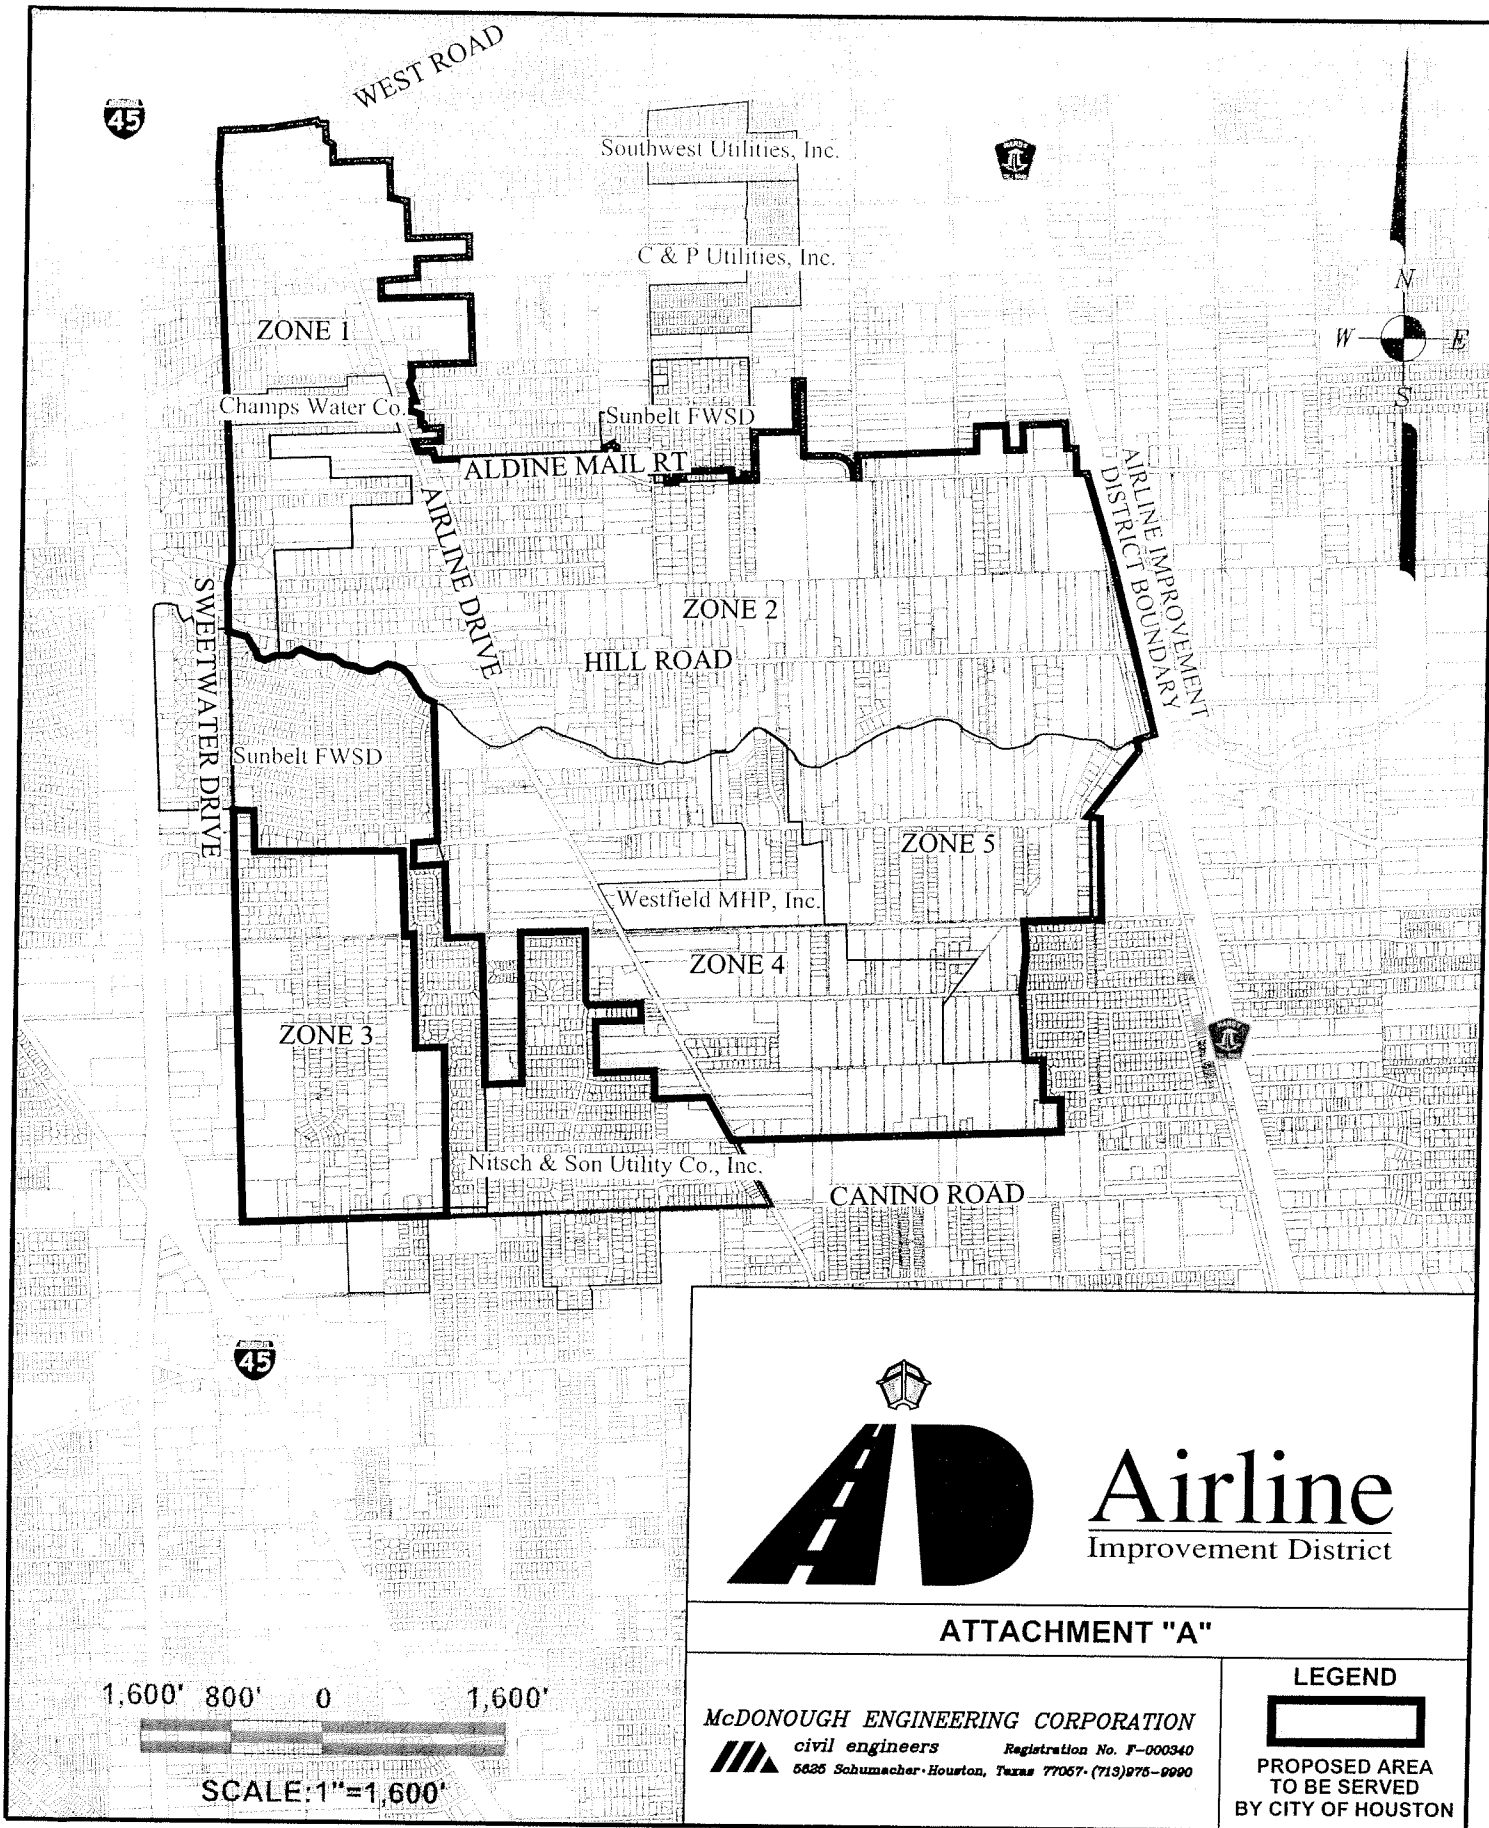 WEST ROAD
45
Southwest Utilities, Inc.
C & P Utilities, Inc.
N
W
E
S
ZONE 1
Champs Water Co.
Sunbelt FWSD
ALDINE MAIL RT
AIRLINE DRIVE
AIRLINE IMPROVEMENT
DISTRICT BOUNDARY
ZONE 2
HILL ROAD
SWEETWATER DRIVE
Sunbelt FWSD
ZONE 5
Westfield MHP, Inc.
ZONE 4
ZONE 3
Nitsch & Son Utility Co., Inc.
CANINO ROAD
45
Airline
Improvement District
ATTACHMENT "A"
1,600' 800' 0 1,600'
SCALE:1"=1,600'
McDONOUGH ENGINEERING CORPORATION
civil engineers Registration No. F-000340
5625 Schumacher·Houston, Texas 77057·(713)975-9990
LEGEND
PROPOSED AREA
TO BE SERVED
BY CITY OF HOUSTON